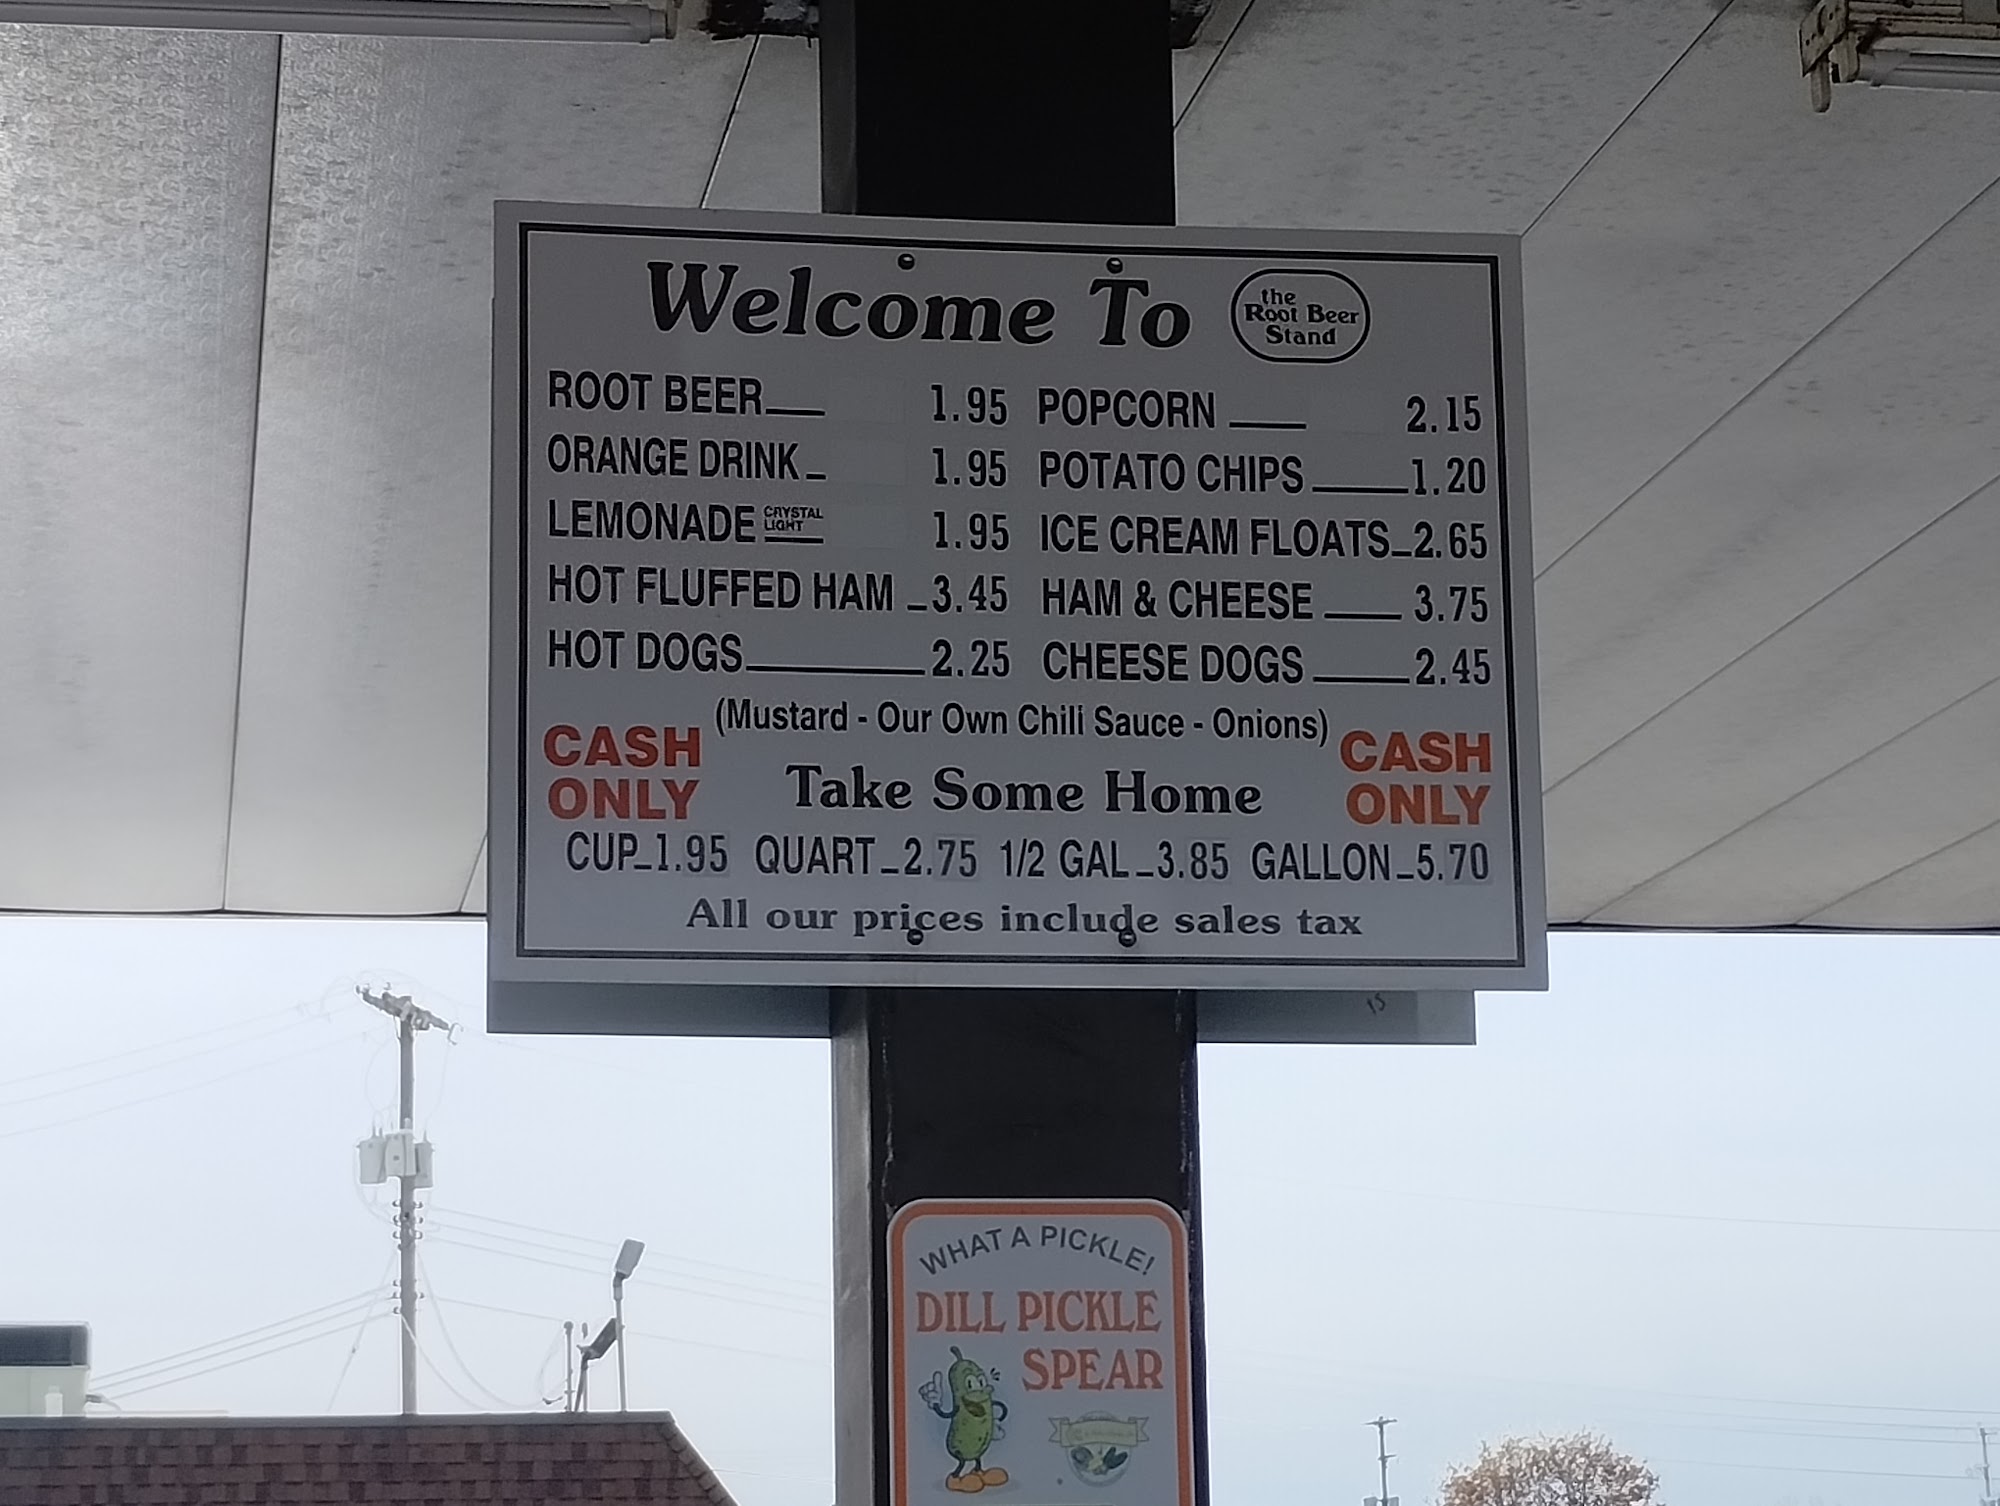 Welcome To
the
Root Beer
Stand
ROOT BEER 1.95
ORANGE DRINK 1.95
LEMONADE CRYSTAL LIGHT 1.95
HOT FLUFFED HAM 3.45
HOT DOGS 2.25
POPCORN 2.15
POTATO CHIPS 1.20
ICE CREAM FLOATS 2.65
HAM & CHEESE 3.75
CHEESE DOGS 2.45
(Mustard - Our Own Chili Sauce - Onions)
CASH
ONLY
CASH
ONLY
Take Some Home
CUP 1.95 QUART 2.75 1/2 GAL 3.85 GALLON 5.70
All our prices include sales tax
15
WHAT A PICKLE!
DILL PICKLE
SPEAR